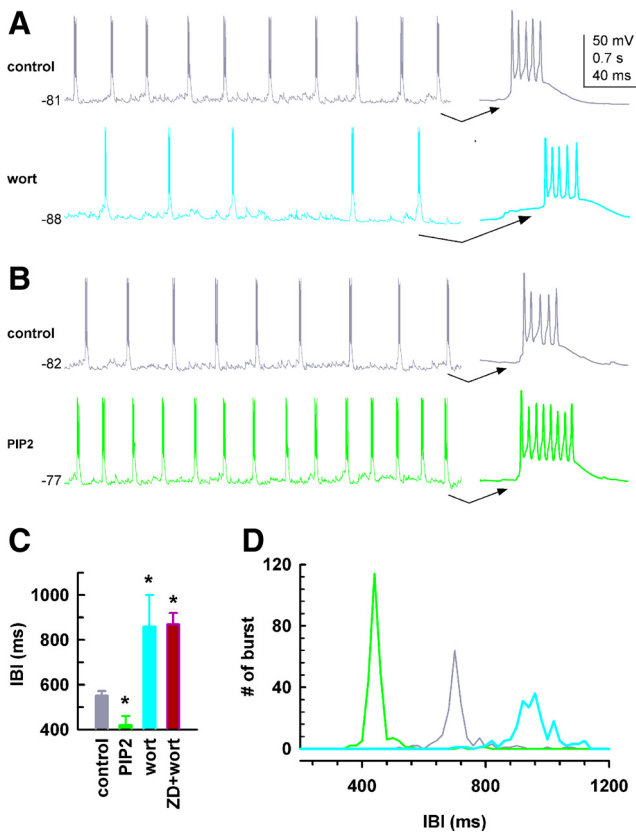 A
control
-81
50 mV
0.7 s
40 ms
wort
-88
B
control
-82
PIP2
-77
C
IBI (ms)
1000
800
600
400
*
*
*
control
PIP2
wort
ZD+wort
D
# of burst
120
80
40
0
400
800
1200
IBI (ms)